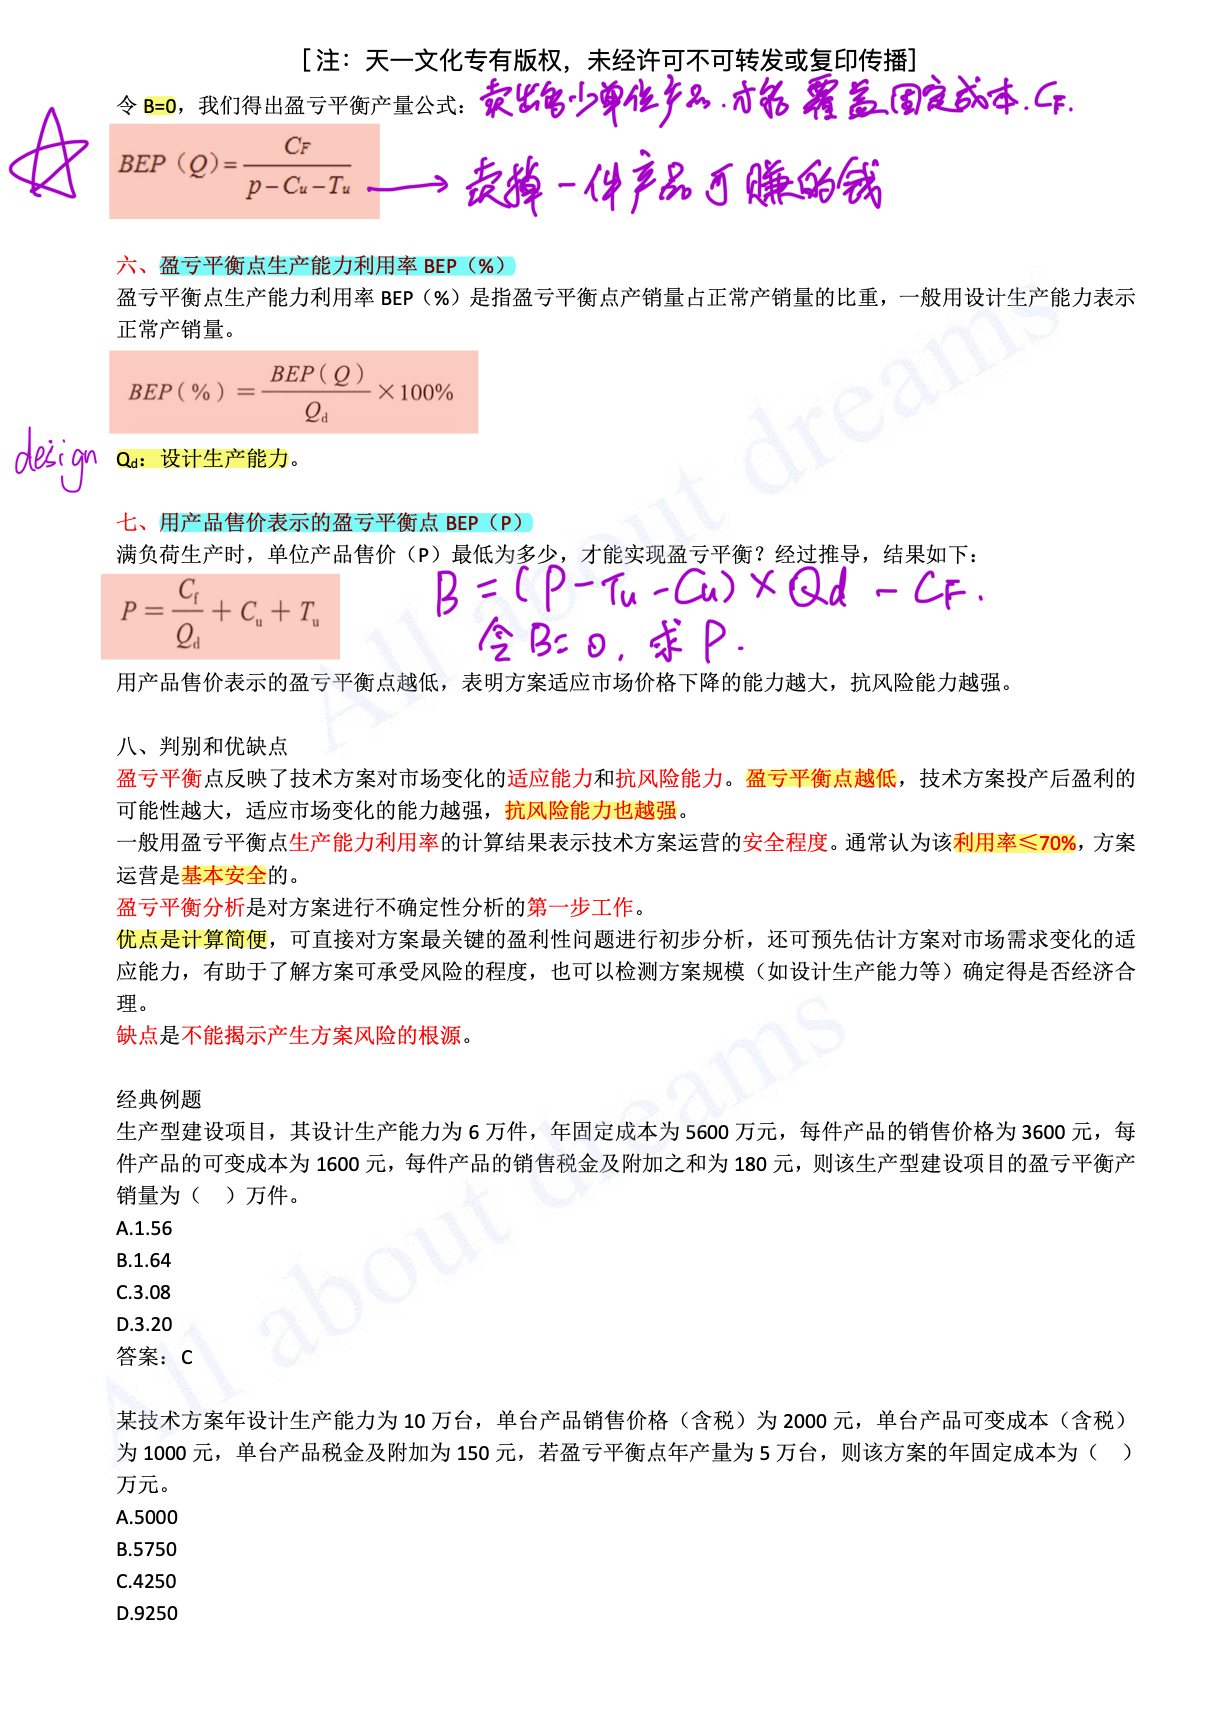 [注：天一文化专有版权，未经许可不可转发或复印传播]
令 B=0，我们得出盈亏平衡产量公式：
卖出多少单位产品.才能覆盖固定成本.CF.
BEP（Q）= CF / (p－Cu－Tu)
卖掉一件产品可赚的钱
六、盈亏平衡点生产能力利用率 BEP（%）
盈亏平衡点生产能力利用率 BEP（%）是指盈亏平衡点产销量占正常产销量的比重，一般用设计生产能力表示
正常产销量。
BEP(%) = BEP(Q) / Qd ×100%
design
Qd：设计生产能力。
七、用产品售价表示的盈亏平衡点 BEP（P）
满负荷生产时，单位产品售价（P）最低为多少，才能实现盈亏平衡？经过推导，结果如下：
P = Cf / Qd + Cu + Tu
B =(P-Tu-Cu)×Qd - CF.
令B=0，求P.
用产品售价表示的盈亏平衡点越低，表明方案适应市场价格下降的能力越大，抗风险能力越强。
八、判别和优缺点
盈亏平衡点反映了技术方案对市场变化的适应能力和抗风险能力。盈亏平衡点越低，技术方案投产后盈利的
可能性越大，适应市场变化的能力越强，抗风险能力也越强。
一般用盈亏平衡点生产能力利用率的计算结果表示技术方案运营的安全程度。通常认为该利用率≤70%，方案
运营是基本安全的。
盈亏平衡分析是对方案进行不确定性分析的第一步工作。
优点是计算简便，可直接对方案最关键的盈利性问题进行初步分析，还可预先估计方案对市场需求变化的适
应能力，有助于了解方案可承受风险的程度，也可以检测方案规模（如设计生产能力等）确定得是否经济合
理。
缺点是不能揭示产生方案风险的根源。
经典例题
生产型建设项目，其设计生产能力为 6 万件，年固定成本为 5600 万元，每件产品的销售价格为 3600 元，每
件产品的可变成本为 1600 元，每件产品的销售税金及附加之和为 180 元，则该生产型建设项目的盈亏平衡产
销量为（　）万件。
A.1.56
B.1.64
C.3.08
D.3.20
答案：C
某技术方案年设计生产能力为 10 万台，单台产品销售价格（含税）为 2000 元，单台产品可变成本（含税）
为 1000 元，单台产品税金及附加为 150 元，若盈亏平衡点年产量为 5 万台，则该方案的年固定成本为（　）
万元。
A.5000
B.5750
C.4250
D.9250
All about dreams
All about dreams